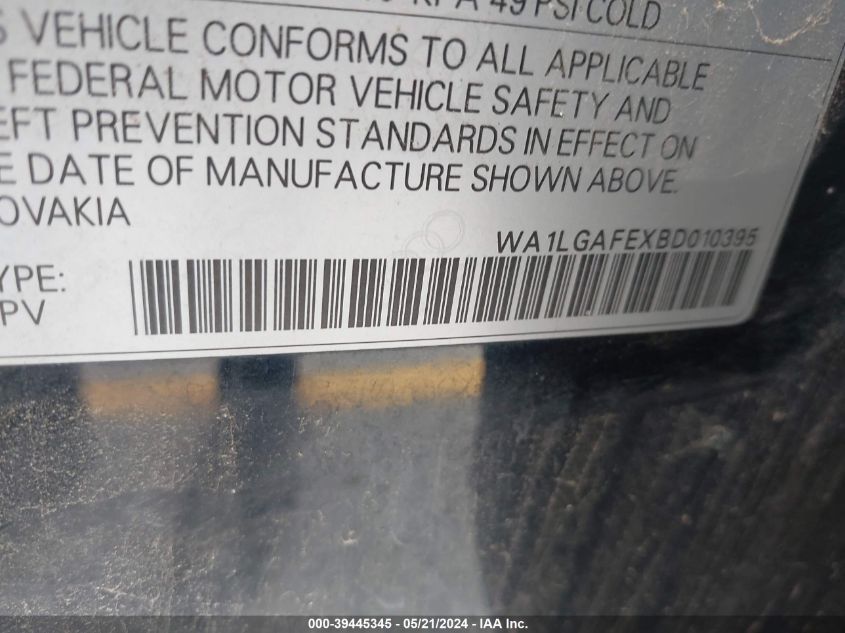 49 PSI COLD
VEHICLE CONFORMS TO ALL APPLICABLE
FEDERAL MOTOR VEHICLE SAFETY AND
EFT PREVENTION STANDARDS IN EFFECT ON
E DATE OF MANUFACTURE SHOWN ABOVE.
OVAKIA
WA1LGAFEXBD010395
YPE:
PV
000-39445345 - 05/21/2024 - IAA Inc.